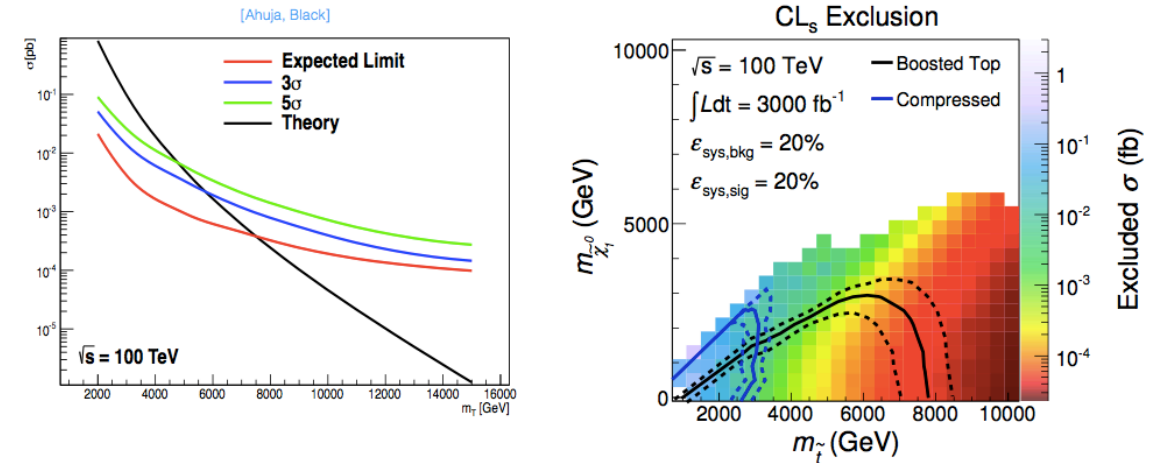 [Ahuja, Black]
σ[pb]
10⁻¹
10⁻²
10⁻³
10⁻⁴
10⁻⁵
Expected Limit
3σ
5σ
Theory
√s = 100 TeV
2000 4000 6000 8000 10000 12000 14000 16000
m_T [GeV]
CL_s Exclusion
10000
5000
0
m_χ̃₁⁰ (GeV)
√s = 100 TeV
∫Ldt = 3000 fb⁻¹
ε_sys,bkg = 20%
ε_sys,sig = 20%
Boosted Top
Compressed
2000 4000 6000 8000 10000
m_t̃ (GeV)
1
10⁻¹
10⁻²
10⁻³
10⁻⁴
Excluded σ (fb)